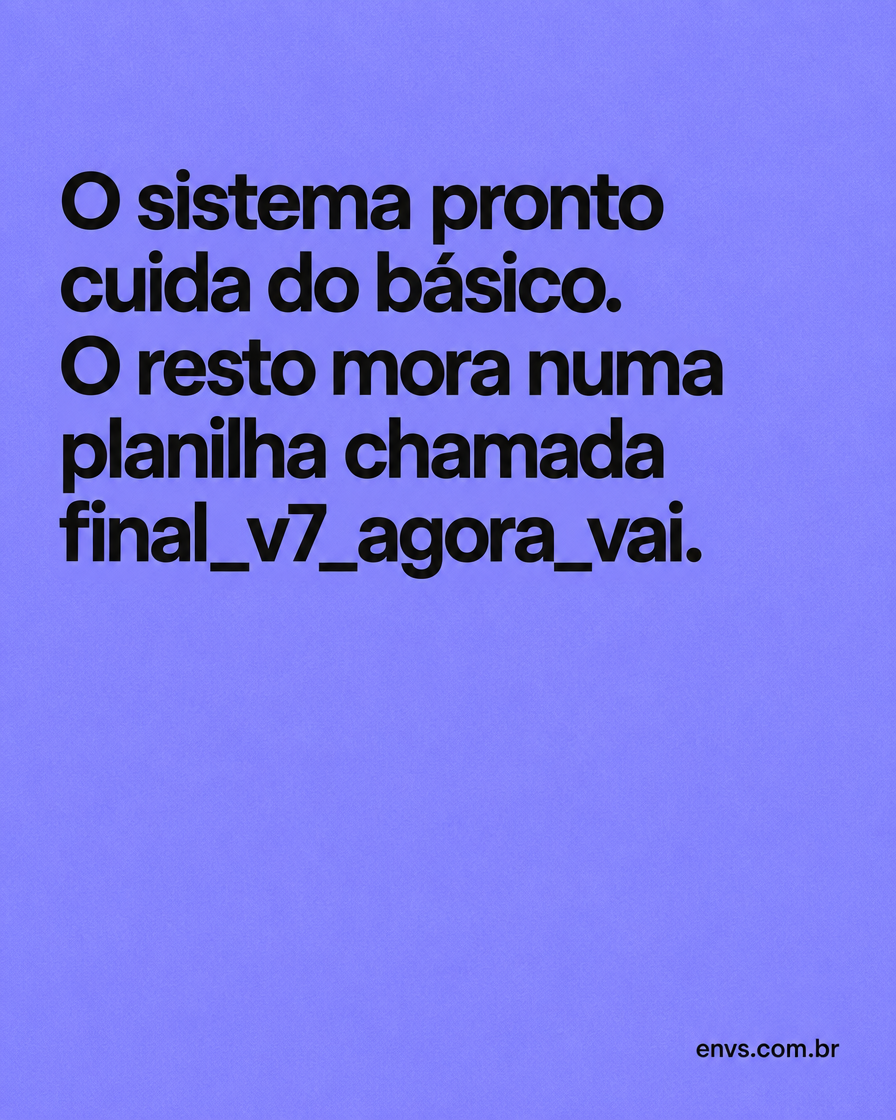 O sistema pronto
cuida do básico.
O resto mora numa
planilha chamada
final_v7_agora_vai.
envs.com.br